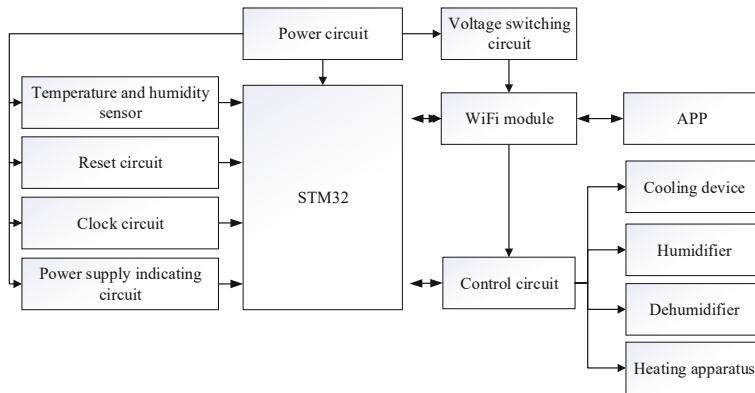 Power circuit
Voltage switching
circuit
Temperature and humidity
sensor
WiFi module
APP
Reset circuit
STM32
Cooling device
Clock circuit
Humidifier
Power supply indicating
circuit
Control circuit
Dehumidifier
Heating apparatus